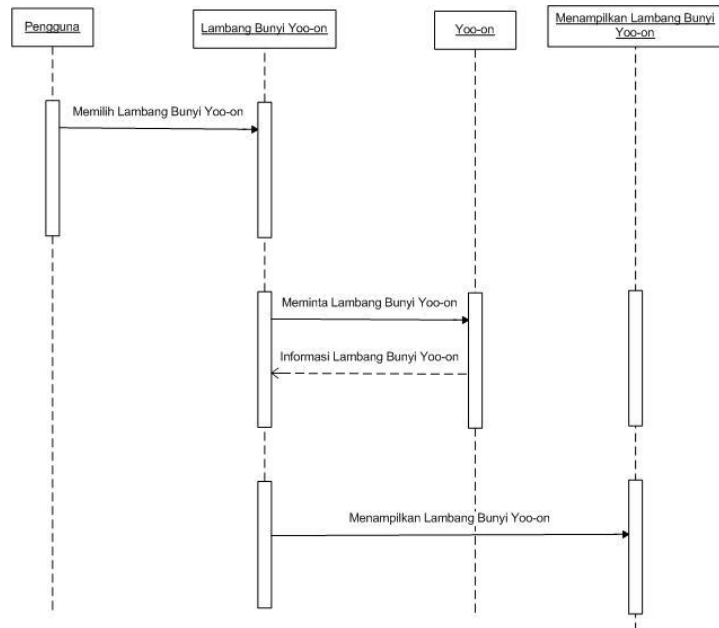 Pengguna
Lambang Bunyi Yoo-on
Yoo-on
Menampilkan Lambang Bunyi
Yoo-on
Memilih Lambang Bunyi Yoo-on
Meminta Lambang Bunyi Yoo-on
Informasi Lambang Bunyi Yoo-on
Menampilkan Lambang Bunyi Yoo-on